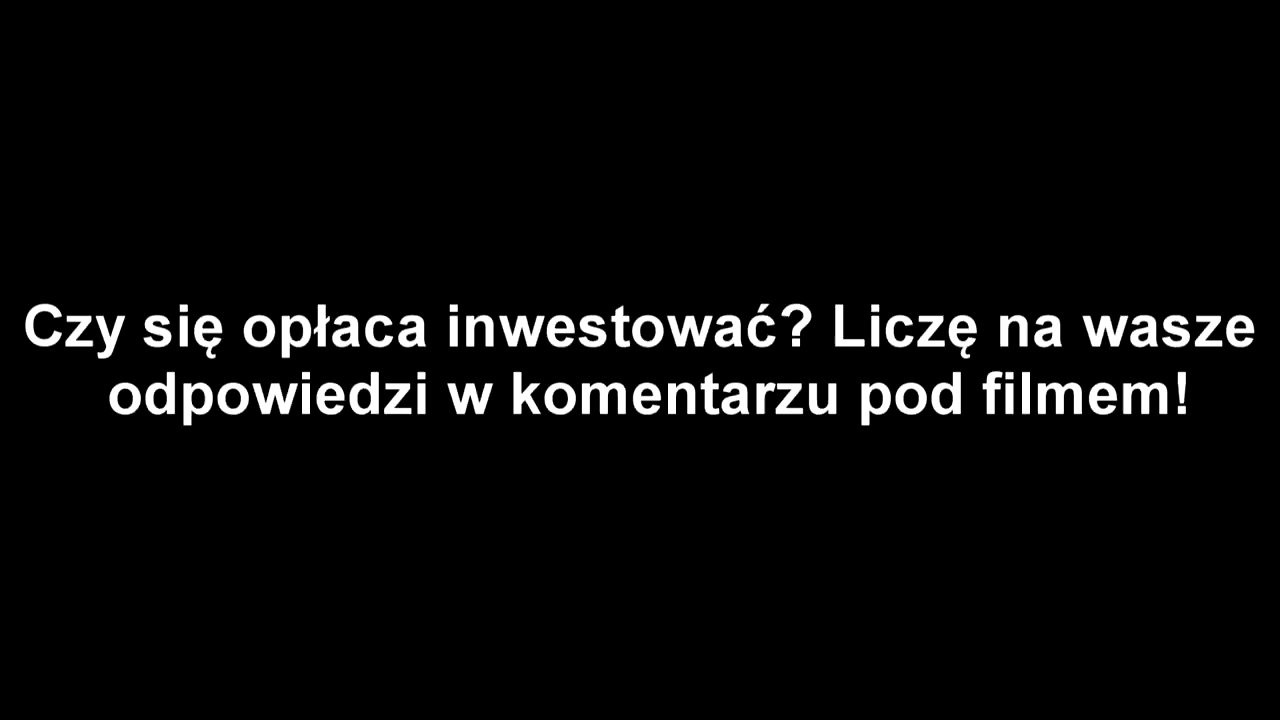 Czy się opłaca inwestować? Liczę na wasze
odpowiedzi w komentarzu pod filmem!